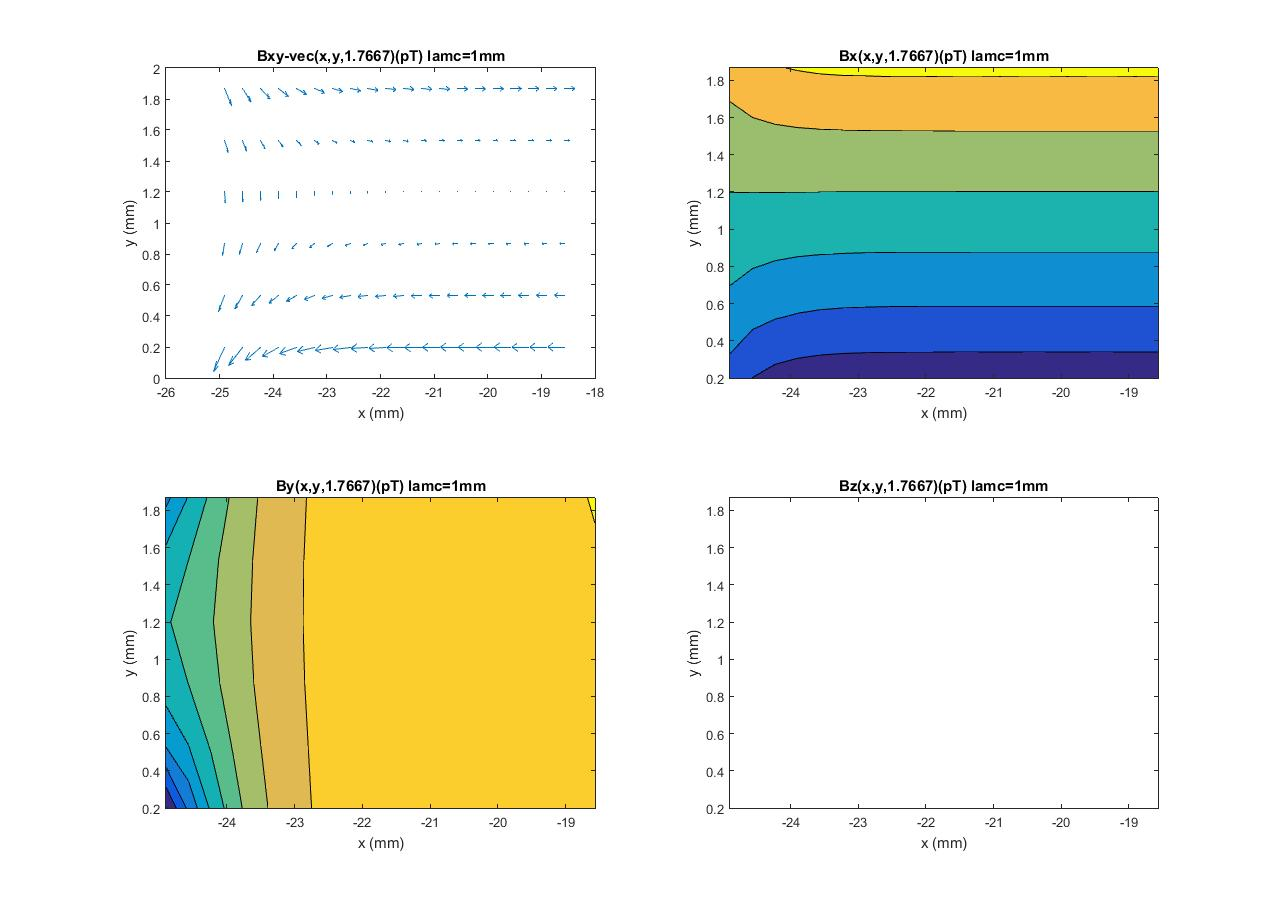 Bxy-vec(x,y,1.7667)(pT) lamc=1mm
2
1.8
1.6
1.4
1.2
1
0.8
0.6
0.4
0.2
0
y (mm)
-26 -25 -24 -23 -22 -21 -20 -19 -18
x (mm)
Bx(x,y,1.7667)(pT) lamc=1mm
1.8
1.6
1.4
1.2
1
0.8
0.6
0.4
0.2
y (mm)
-24 -23 -22 -21 -20 -19
x (mm)
By(x,y,1.7667)(pT) lamc=1mm
1.8
1.6
1.4
1.2
1
0.8
0.6
0.4
0.2
y (mm)
-24 -23 -22 -21 -20 -19
x (mm)
Bz(x,y,1.7667)(pT) lamc=1mm
1.8
1.6
1.4
1.2
1
0.8
0.6
0.4
0.2
y (mm)
-24 -23 -22 -21 -20 -19
x (mm)